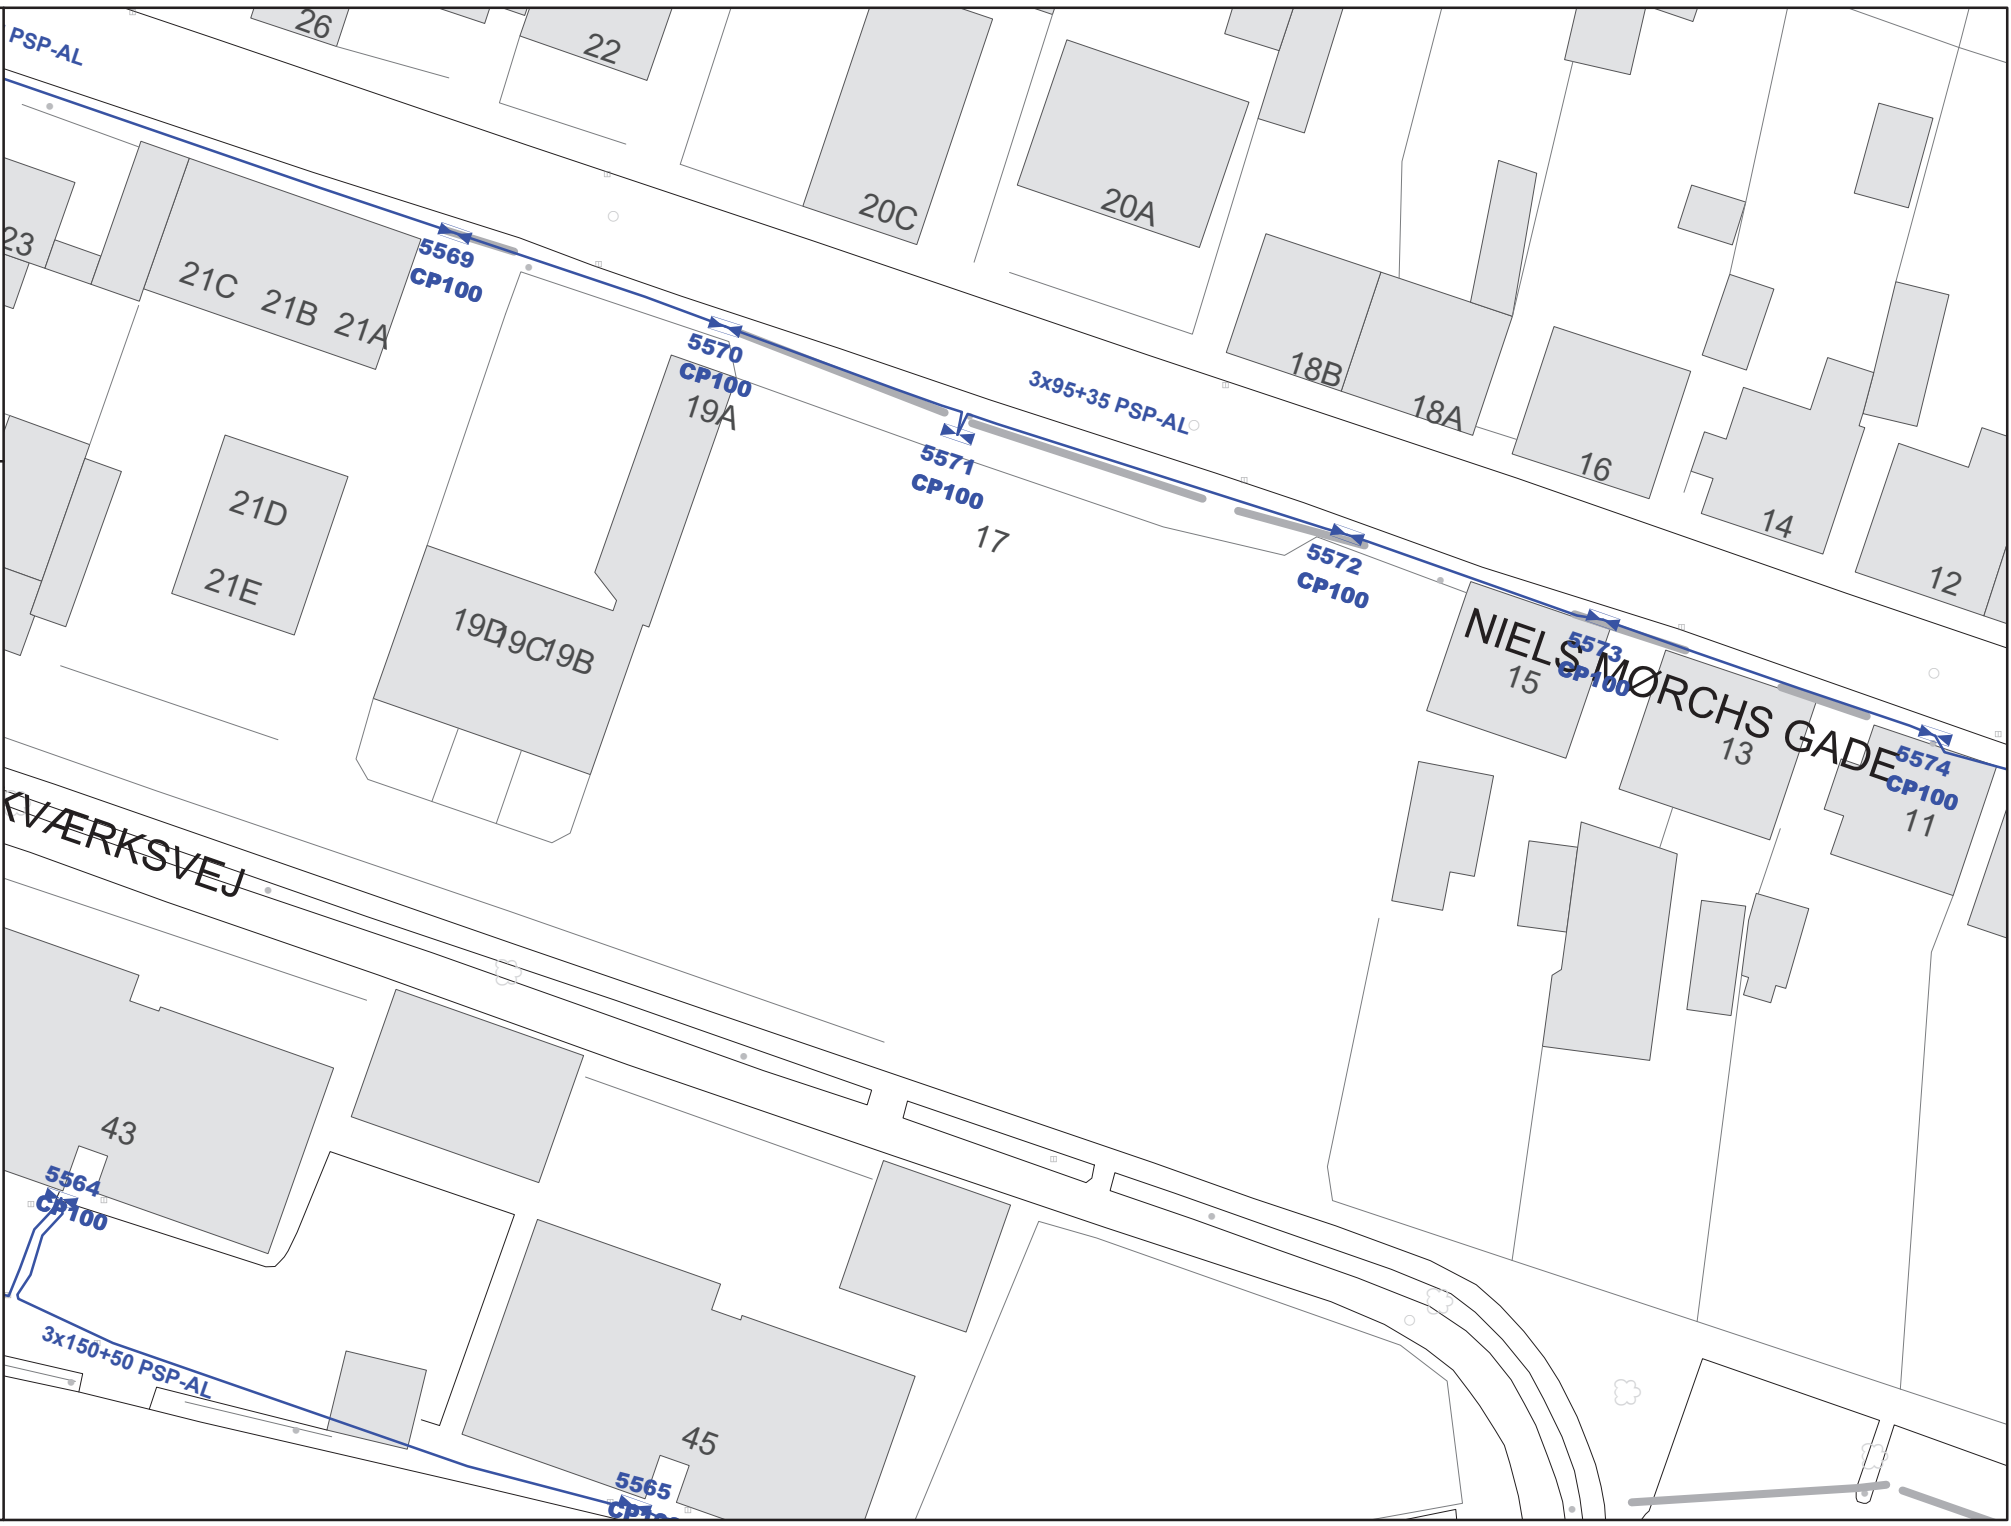 26
22
PSP-AL
20C
20A
23
5569
CP100
21C
21B
21A
5570
CP100
19A
3x95+35 PSP-AL
18B
18A
16
14
12
5571
CP100
17
21D
21E
5572
CP100
19D
19C
19B
NIELS MØRCHS GADE
5573
CP100
15
13
5574
CP100
11
KVÆRKSVEJ
43
5564
CP100
3x150+50 PSP-AL
45
5565